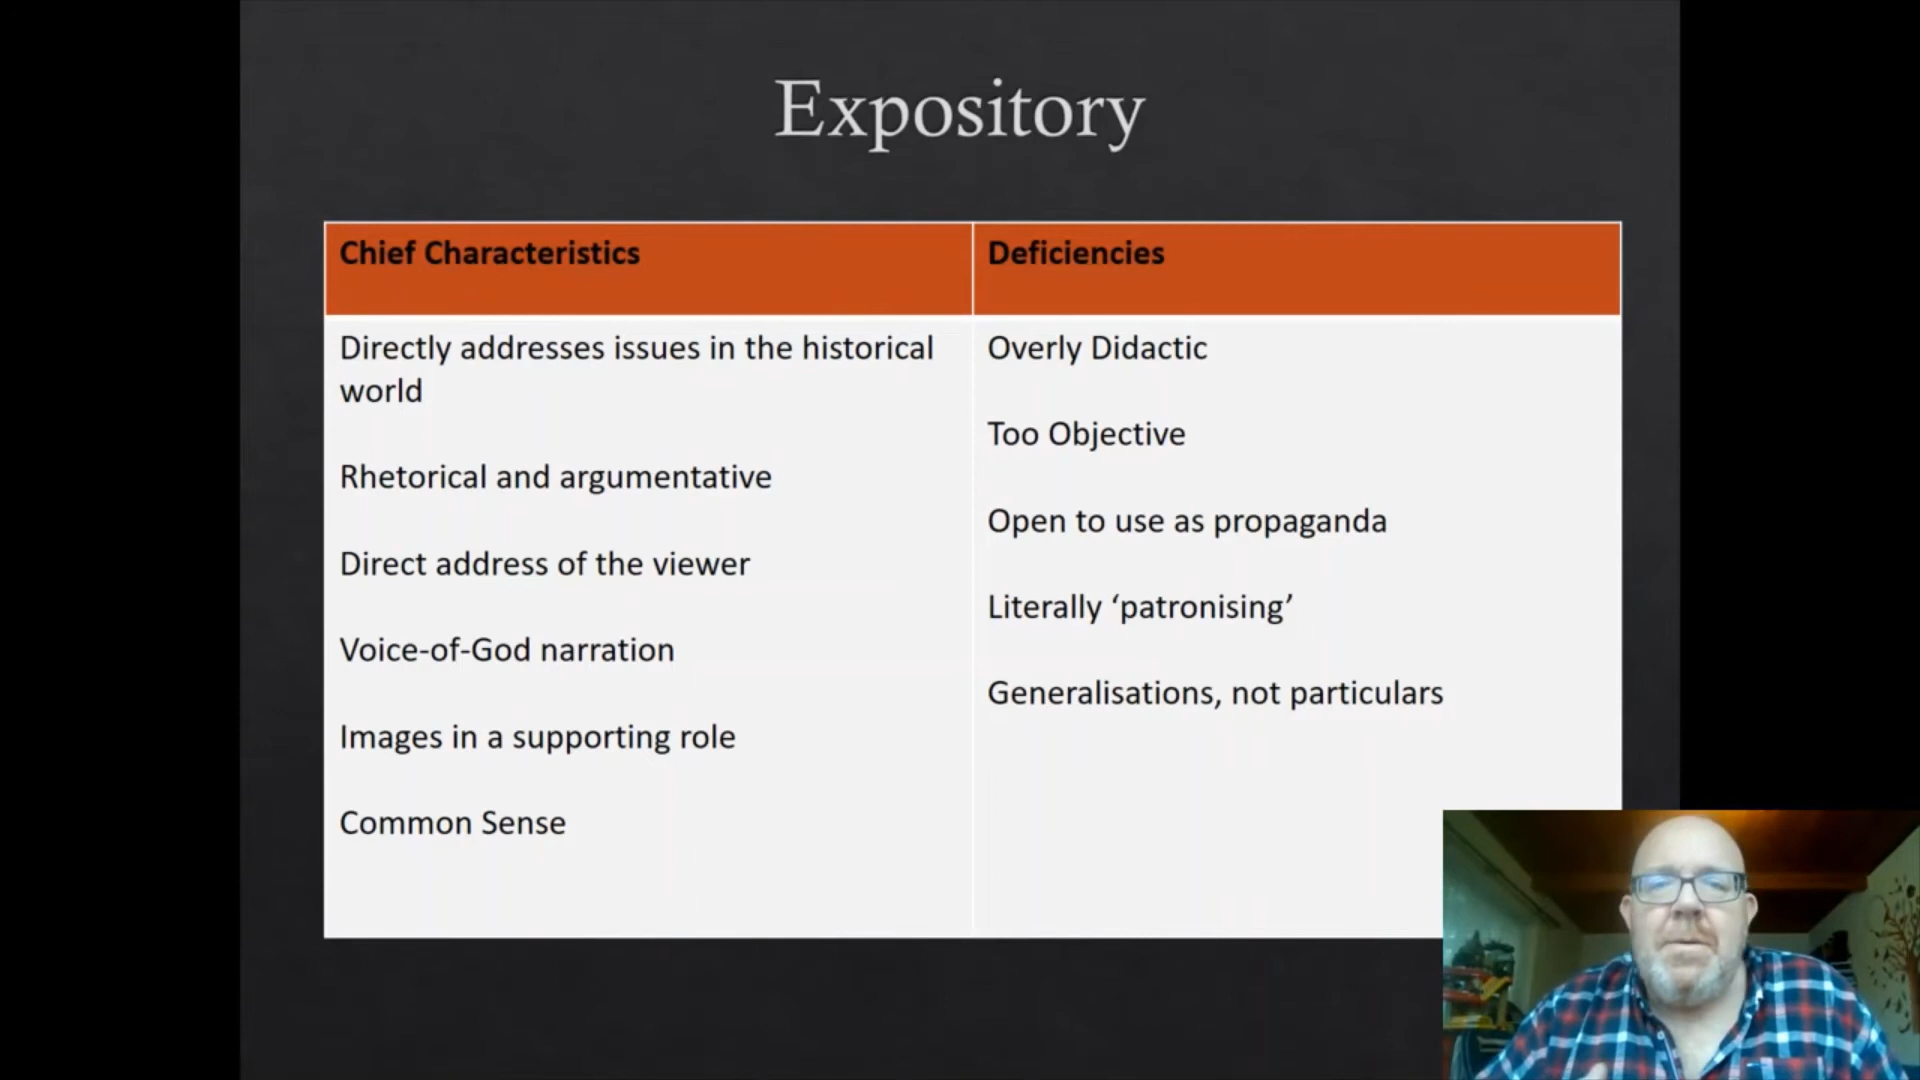 Expository
Chief Characteristics
Deficiencies
Directly addresses issues in the historical
world
Rhetorical and argumentative
Direct address of the viewer
Voice-of-God narration
Images in a supporting role
Common Sense
Overly Didactic
Too Objective
Open to use as propaganda
Literally ‘patronising’
Generalisations, not particulars